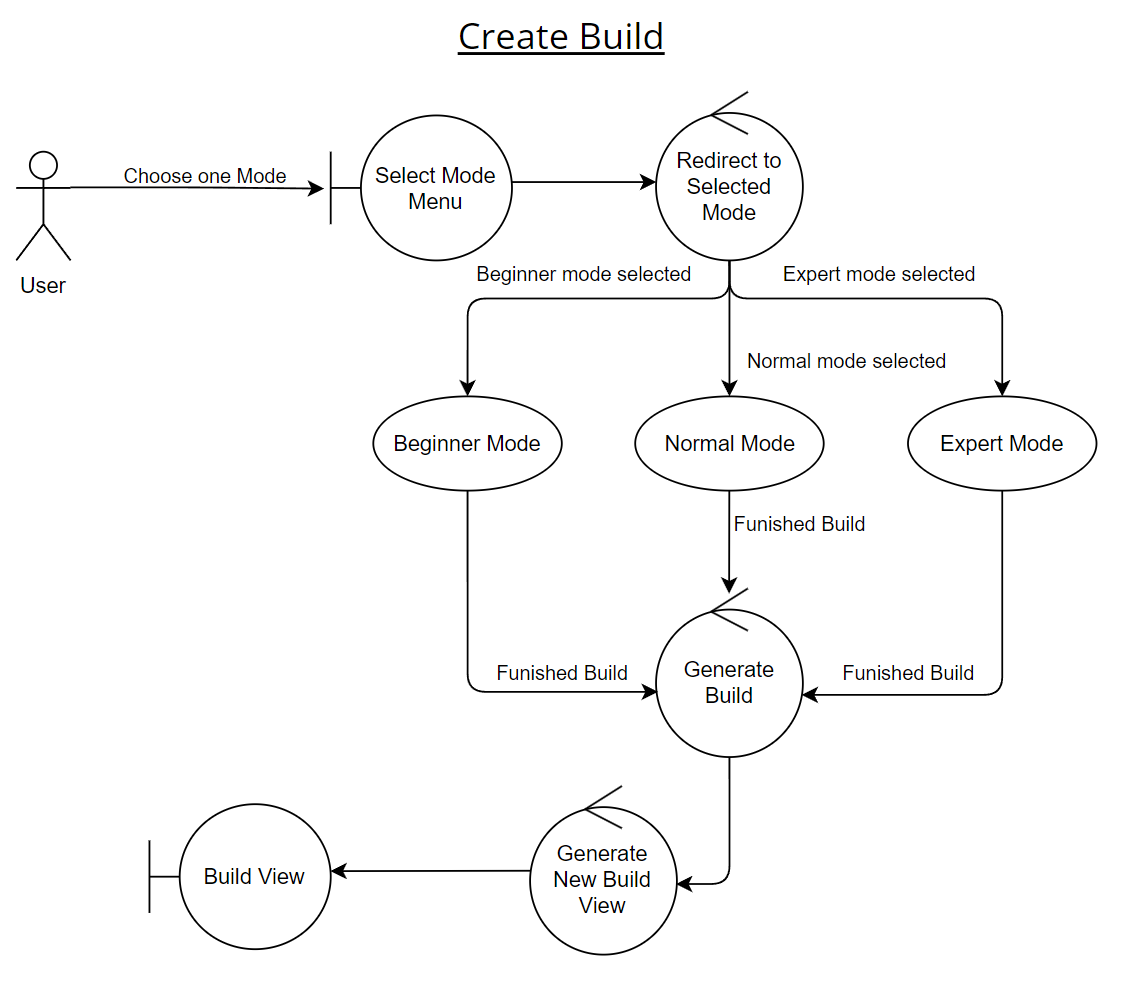 Create Build
Choose one Mode
User
Select Mode
Menu
Redirect to
Selected
Mode
Beginner mode selected
Expert mode selected
Normal mode selected
Beginner Mode
Normal Mode
Expert Mode
Funished Build
Funished Build
Generate
Build
Funished Build
Generate
New Build
View
Build View